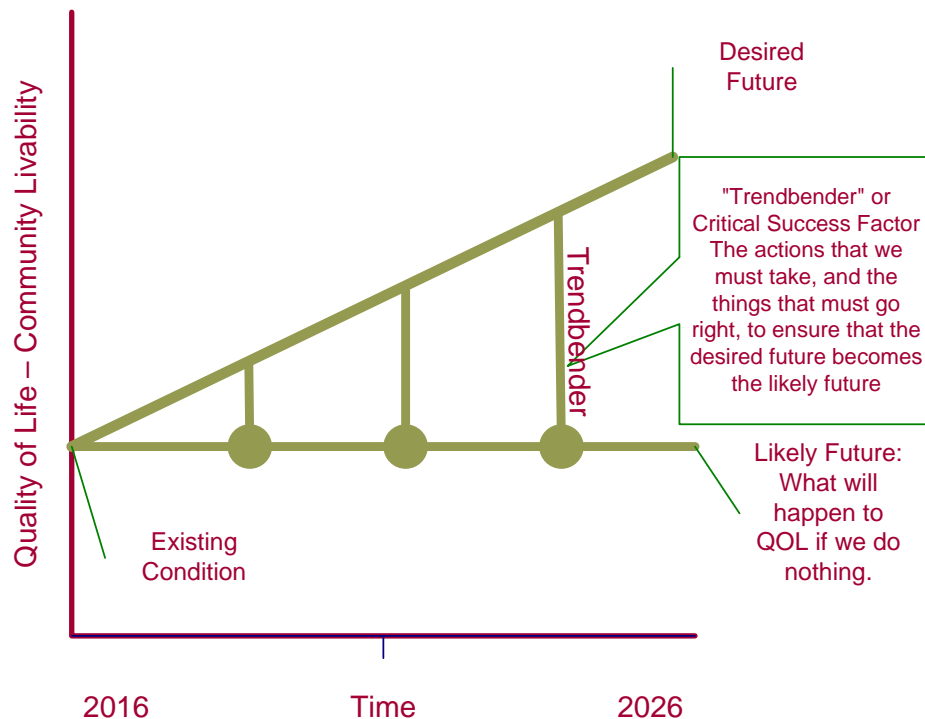 Quality of Life – Community Livability
Desired
Future
"Trendbender" or
Critical Success Factor
The actions that we
must take, and the
things that must go
right, to ensure that the
desired future becomes
the likely future
Trendbender
Likely Future:
What will
happen to
QOL if we do
nothing.
Existing
Condition
2016
Time
2026